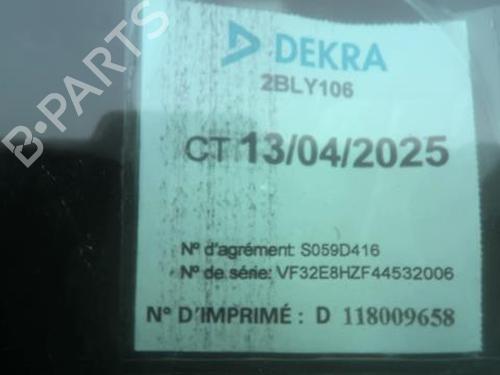 DEKRA
2BLY106
CT 13/04/2025
N° d'agrément: S059D416
N° de série: VF32E8HZF44532006
N° D'IMPRIMÉ : D 118009658
B-PARTS